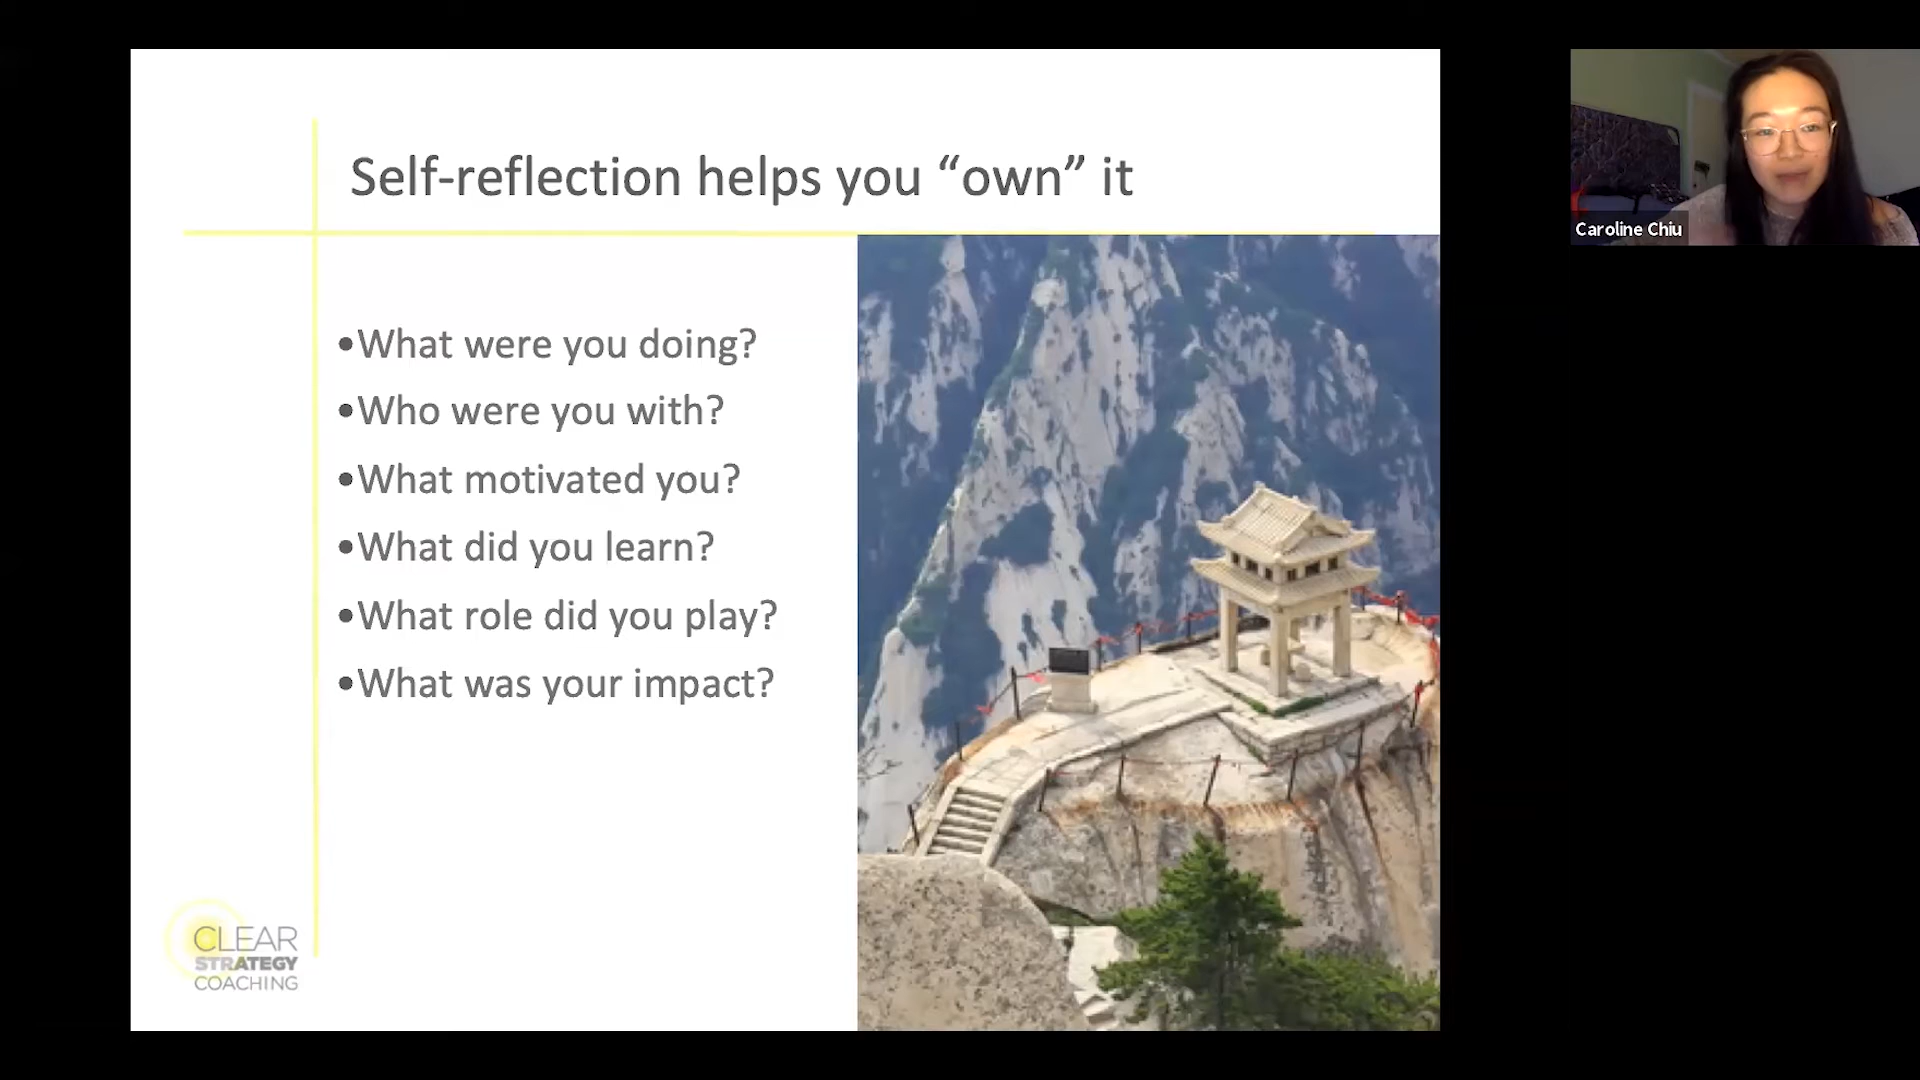 Self-reflection helps you “own” it
•What were you doing?
•Who were you with?
•What motivated you?
•What did you learn?
•What role did you play?
•What was your impact?
CLEAR
STRATEGY
COACHING
Caroline Chiu